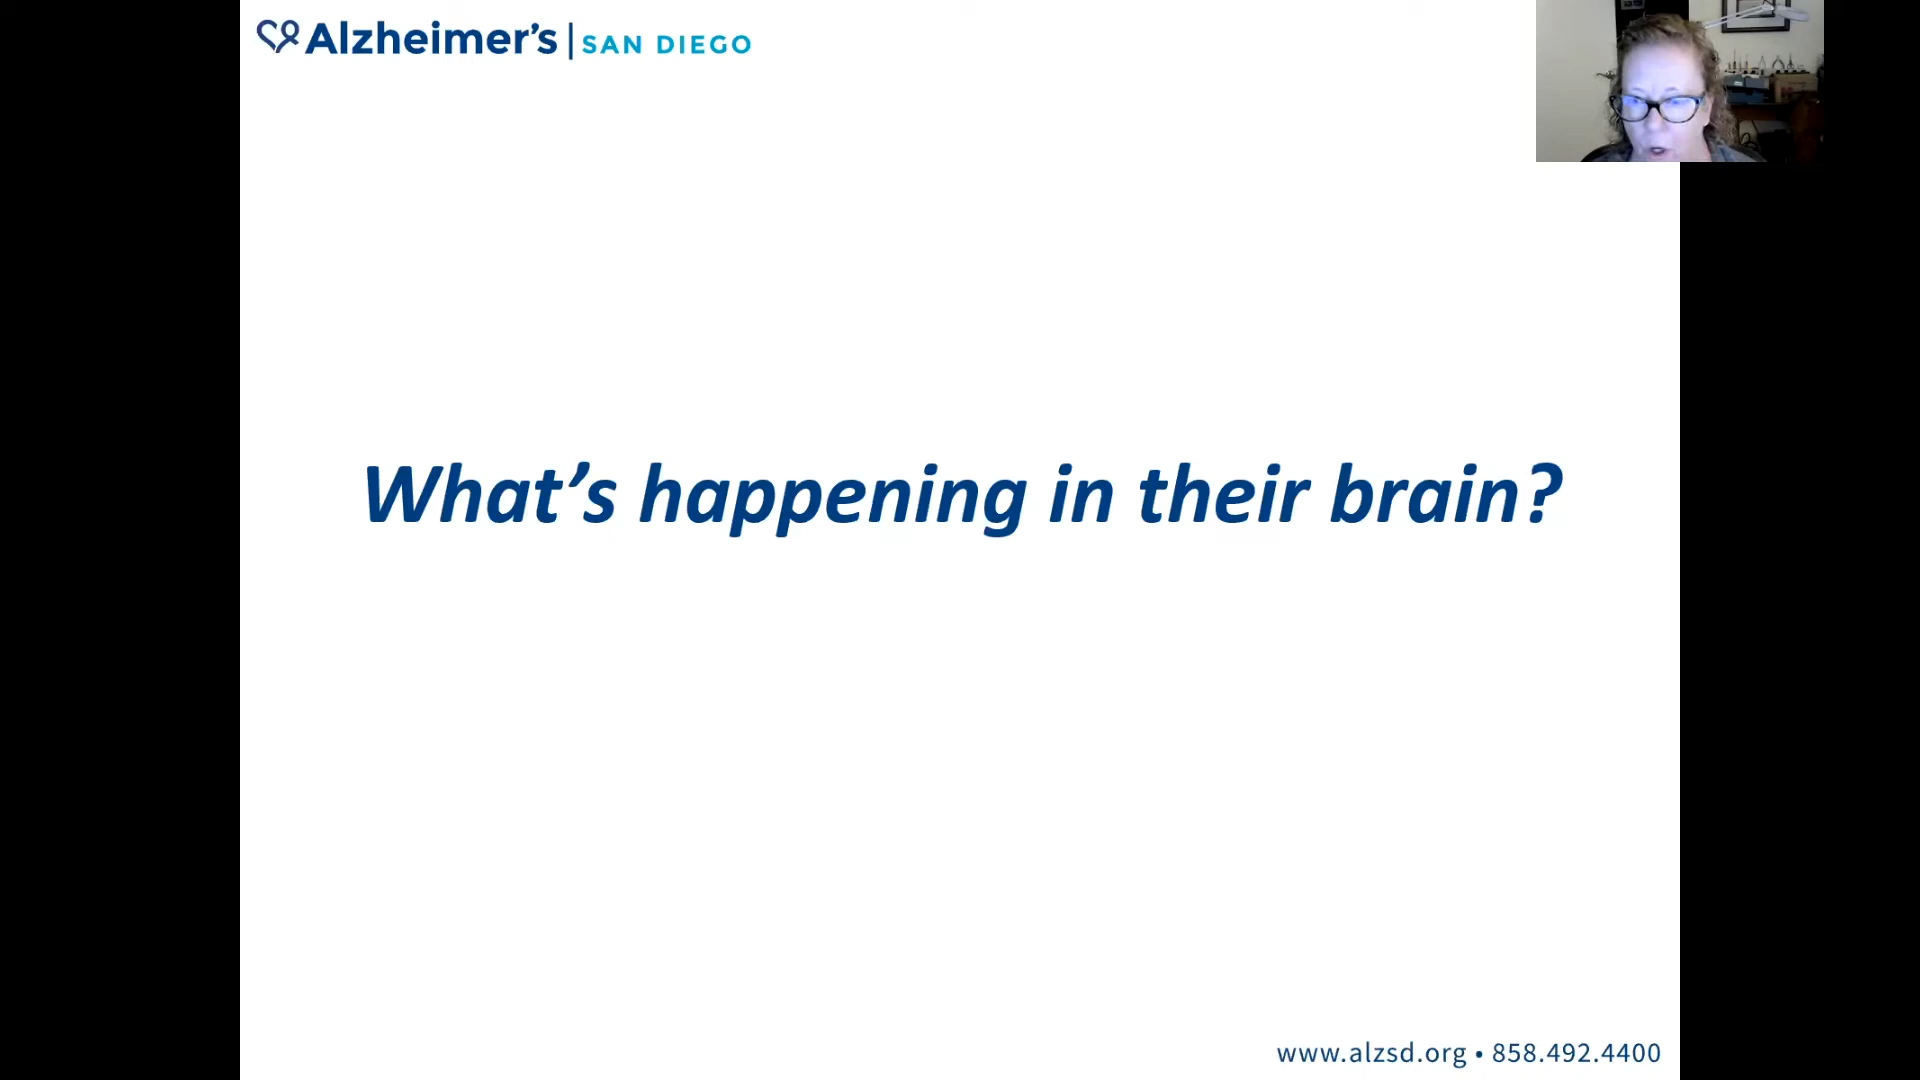 Alzheimer's | SAN DIEGO
What's happening in their brain?
www.alzsd.org • 858.492.4400